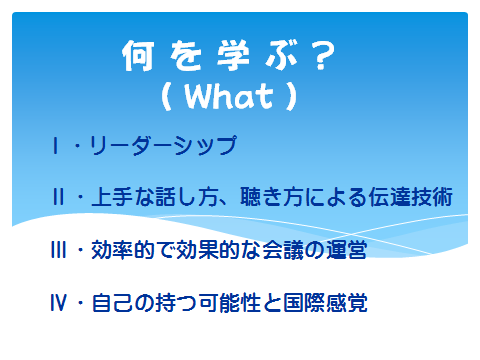 何を学ぶ？
(What)
Ⅰ・リーダーシップ
Ⅱ・上手な話し方、聴き方による伝達技術
Ⅲ・効率的で効果的な会議の運営
Ⅳ・自己の持つ可能性と国際感覚